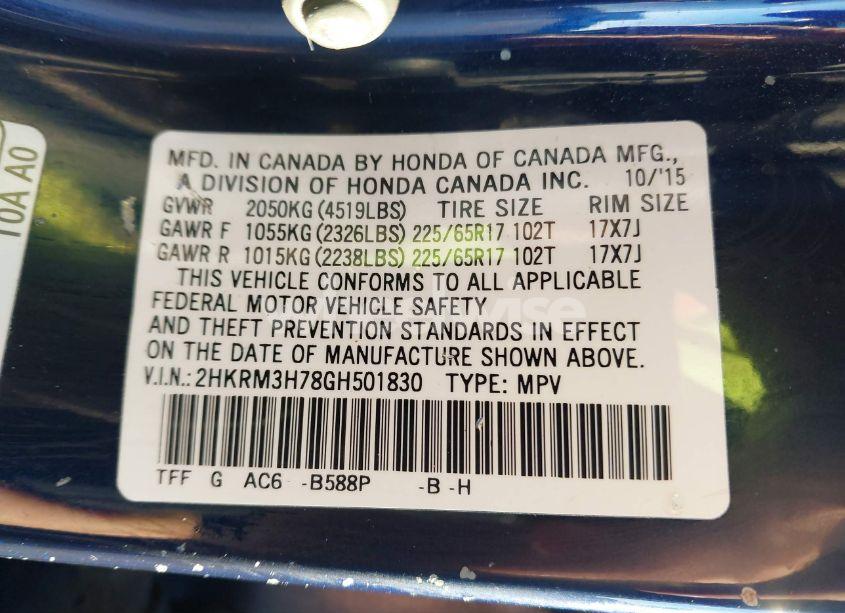 MFD. IN CANADA BY HONDA OF CANADA MFG.,
A DIVISION OF HONDA CANADA INC. 10/'15
GVWR 2050KG (4519LBS) TIRE SIZE RIM SIZE
GAWR F 1055KG (2326LBS) 225/65R17 102T 17X7J
GAWR R 1015KG (2238LBS) 225/65R17 102T 17X7J
THIS VEHICLE CONFORMS TO ALL APPLICABLE
FEDERAL MOTOR VEHICLE SAFETY
AND THEFT PREVENTION STANDARDS IN EFFECT
ON THE DATE OF MANUFACTURE SHOWN ABOVE.
V.I.N.: 2HKRM3H78GH501830 TYPE: MPV
TFF G AC6 -B588P -B -H